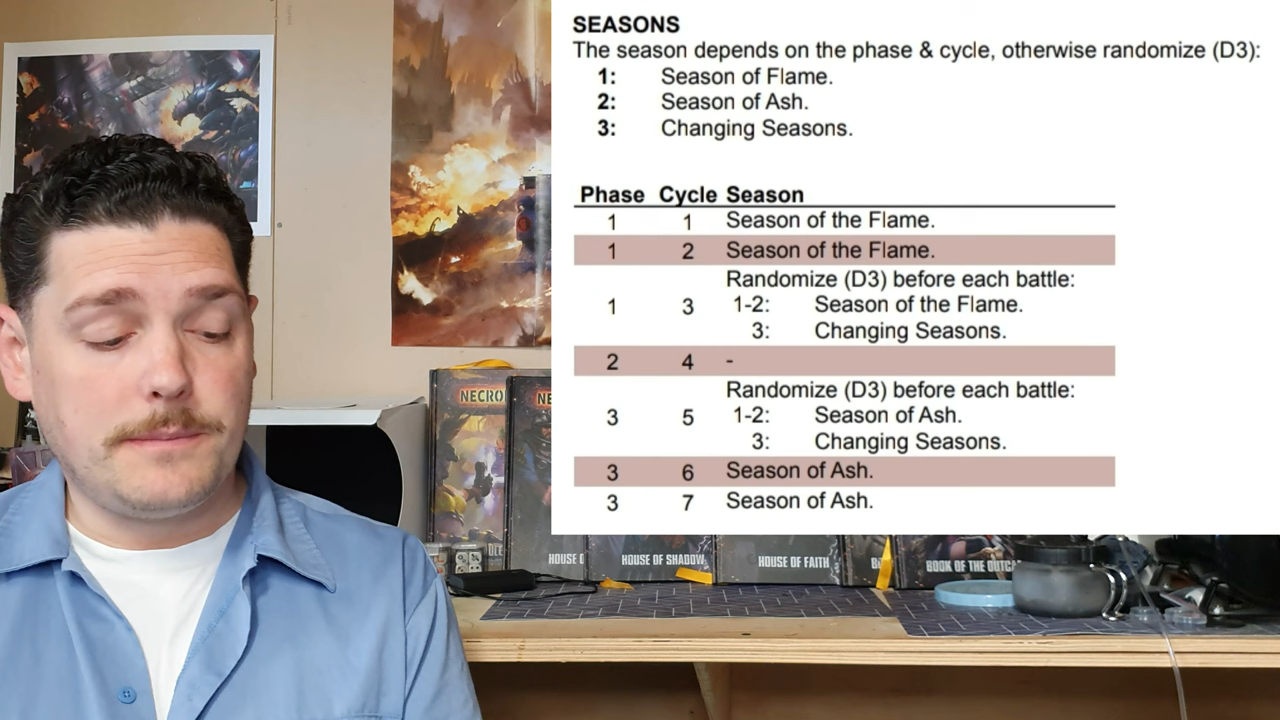 SEASONS
The season depends on the phase & cycle, otherwise randomize (D3):
1: Season of Flame.
2: Season of Ash.
3: Changing Seasons.
Phase Cycle Season
1 1 Season of the Flame.
1 2 Season of the Flame.
Randomize (D3) before each battle:
1 3 1-2: Season of the Flame.
3: Changing Seasons.
2 4 -
Randomize (D3) before each battle:
3 5 1-2: Season of Ash.
3: Changing Seasons.
3 6 Season of Ash.
3 7 Season of Ash.
NECRO
NE
HOUSE
HOUSE OF SHADOW
HOUSE OF FAITH
BOOK OF THE OUTCA